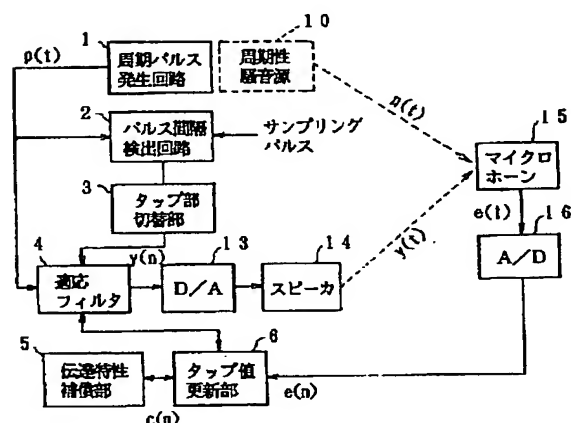 10
p(t)
1
周期パルス
発生回路
周期性
騒音源
2
パルス間隔
検出回路
サンプリング
パルス
n(t)
15
マイクロ
ホーン
3
タップ部
切替部
e(t)
16
4
y(n)
13
14
y(t)
A/D
適応
フィルタ
D/A
スピーカ
5
6
伝達特性
補償部
タップ値
更新部
e(n)
c(n)